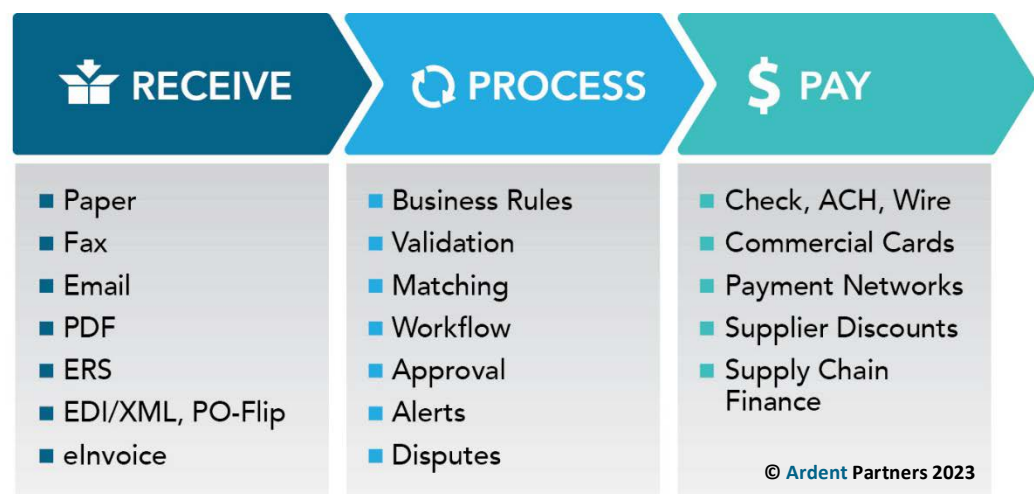 RECEIVE
Paper
Fax
Email
PDF
ERS
EDI/XML, PO-Flip
eInvoice
PROCESS
Business Rules
Validation
Matching
Workflow
Approval
Alerts
Disputes
$ PAY
Check, ACH, Wire
Commercial Cards
Payment Networks
Supplier Discounts
Supply Chain
Finance
© Ardent Partners 2023